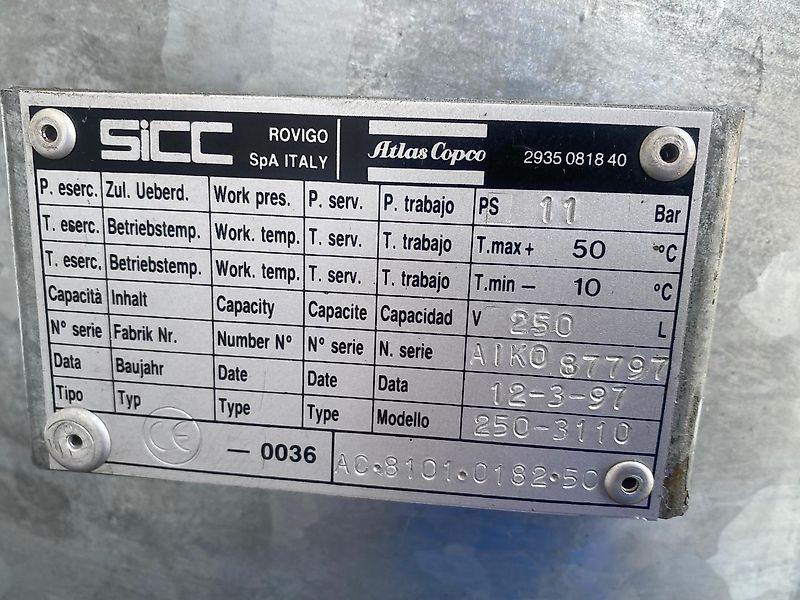 SICC ROVIGO SpA ITALY Atlas Copco 2935 0818 40
P. eserc. Zul. Ueberd. Work pres. P. serv. P. trabajo PS 11 Bar
T. eserc. Betriebstemp. Work. temp. T. serv. T. trabajo T.max + 50 °C
T. eserc. Betriebstemp. Work. temp. T. serv. T. trabajo T.min – 10 °C
Capacità Inhalt Capacity Capacite Capacidad V 250 L
N° serie Fabrik Nr. Number N° N° serie N. serie AIKO 87797
Data Baujahr Date Date Data 12-3-97
Tipo Typ Type Type Modello 250-3110
CE – 0036 AC.8101.0182.50